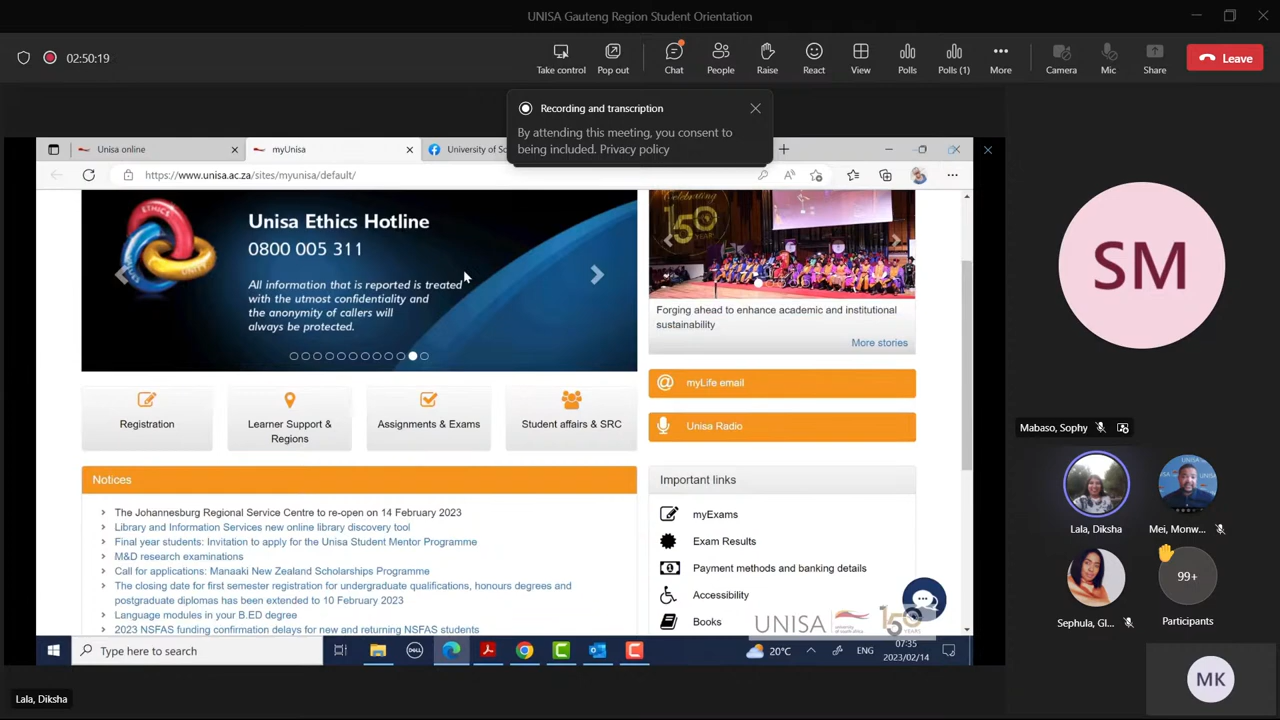 UNISA Gauteng Region Student Orientation
02:50:19
Take control
Pop out
Chat
People
Raise
React
View
Polls
Polls (1)
More
Camera
Mic
Share
Leave
Recording and transcription
By attending this meeting, you consent to
being included. Privacy policy
Unisa online
myUnisa
University of So
https://www.unisa.ac.za/sites/myunisa/default/
ETHICS
UNITY
Unisa Ethics Hotline
0800 005 311
All information that is reported is treated
with the utmost confidentiality and
the anonymity of callers will
always be protected.
Celebrating
150
YEARS
Forging ahead to enhance academic and institutional
sustainability
More stories
myLife email
Unisa Radio
Registration
Learner Support &
Regions
Assignments & Exams
Student affairs & SRC
Notices
The Johannesburg Regional Service Centre to re-open on 14 February 2023
Library and Information Services new online library discovery tool
Final year students: Invitation to apply for the Unisa Student Mentor Programme
M&D research examinations
Call for applications: Manaaki New Zealand Scholarships Programme
The closing date for first semester registration for undergraduate qualifications, honours degrees and
postgraduate diplomas has been extended to 10 February 2023
Language modules in your B.ED degree
2023 NSFAS funding confirmation delays for new and returning NSFAS students
Important links
myExams
Exam Results
Payment methods and banking details
Accessibility
Books
UNISA
150
YEARS
Type here to search
DELL
20°C
ENG
07:35
2023/02/14
SM
Mabaso, Sophy
Lala, Diksha
Mei, Monw...
Sephula, Gl...
99+
Participants
MK
Lala, Diksha